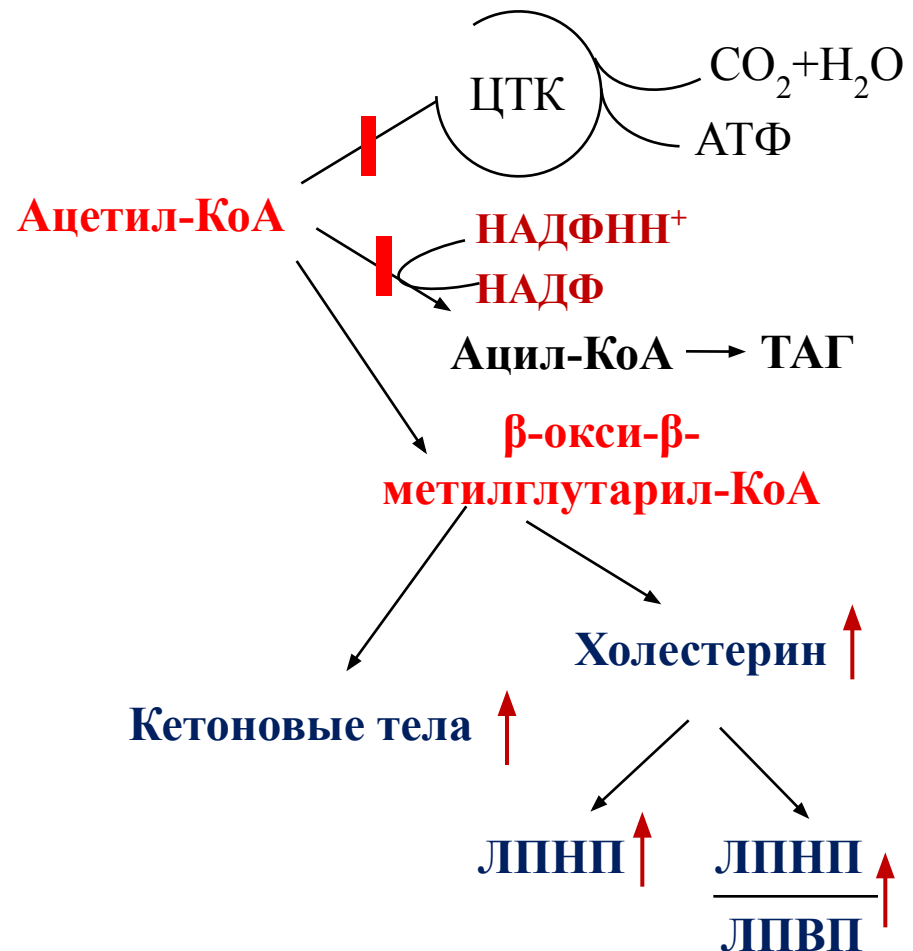 ЦТК
CO₂+H₂O
АТФ
Ацетил-КоА
НАДФНН⁺
НАДФ
Ацил-КоА
ТАГ
β-окси-β-
метилглутарил-КоА
Холестерин
Кетоновые тела
ЛПНП
ЛПНП
ЛПВП